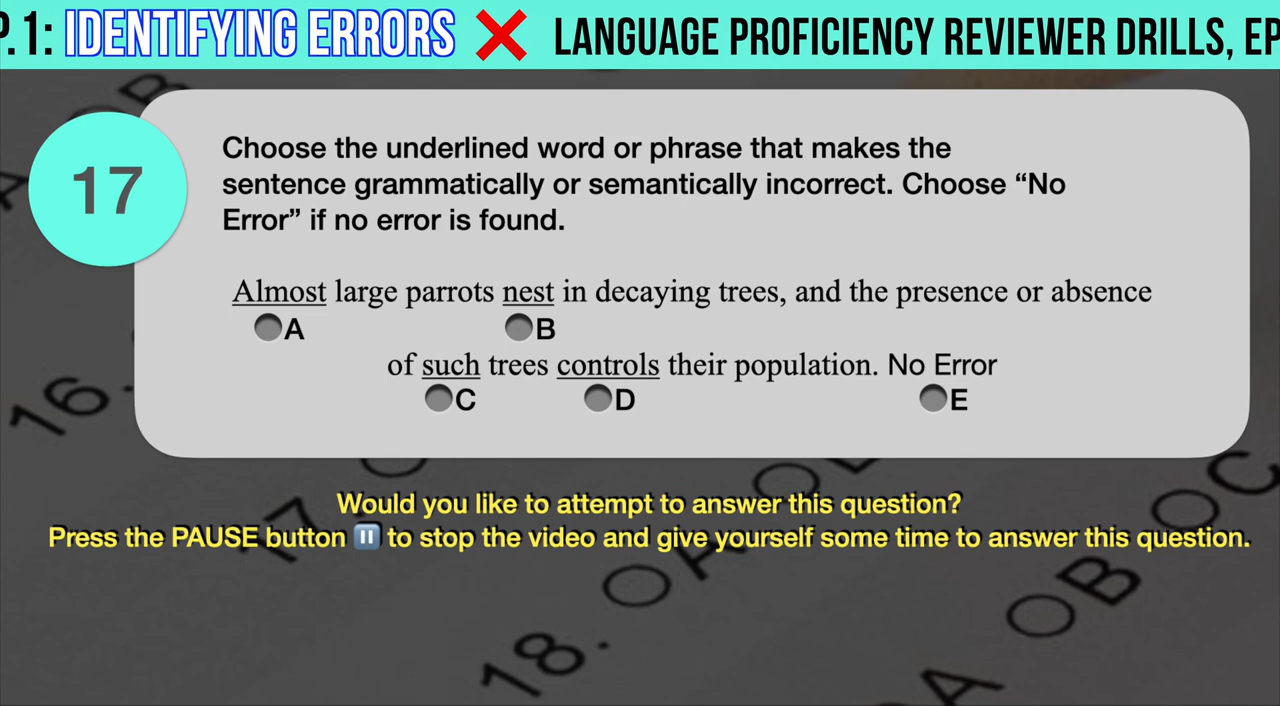 P.1: IDENTIFYING ERRORS ❌ LANGUAGE PROFICIENCY REVIEWER DRILLS, EP
17
Choose the underlined word or phrase that makes the
sentence grammatically or semantically incorrect. Choose “No
Error” if no error is found.
Almost large parrots nest in decaying trees, and the presence or absence
A B
of such trees controls their population. No Error
C D E
Would you like to attempt to answer this question?
Press the PAUSE button ⏸ to stop the video and give yourself some time to answer this question.
A B
16.
17. O O O C
18. O A O B
A